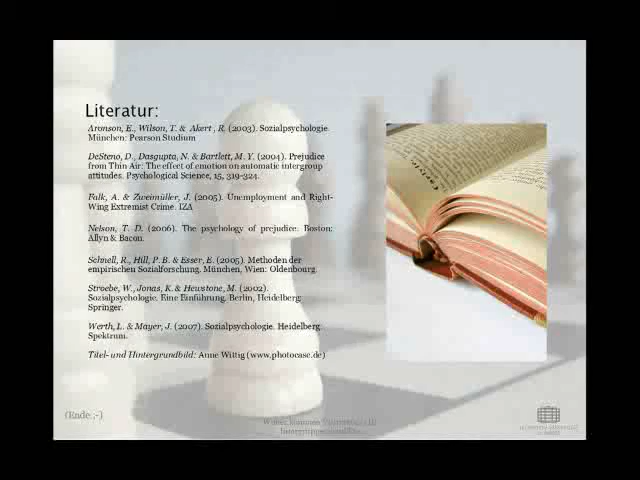 Literatur:
Aronson, E., Wilson, T. & Akert, R. (2003). Sozialpsychologie
München: Pearson Studium
DeSteno, D., Dasgupta, N. & Bartlett, M. Y. (2004). Prejudice
from Thin Air: The effect of emotion on automatic intergroup
attitudes. Psychological Science, 15, 319-324.
Falk, A. & Zweimüller, J. (2005). Unemployment and Right-
Wing Extremist Crime. IZA
Nelson, T. D. (2006). The psychology of prejudice. Boston:
Allyn & Bacon.
Schnell, R., Hill, P. B. & Esser, E. (2005). Methoden der
empirischen Sozialforschung. München, Wien: Oldenbourg.
Stroebe, W., Jonas, K. & Hewstone, M. (2002).
Sozialpsychologie. Eine Einführung. Berlin, Heidelberg:
Springer.
Werth, L. & Mayer, J. (2007). Sozialpsychologie. Heidelberg:
Spektrum.
Titel- und Hintergrundbild: Anne Wittig (www.photocase.de)
(Ende ;-)